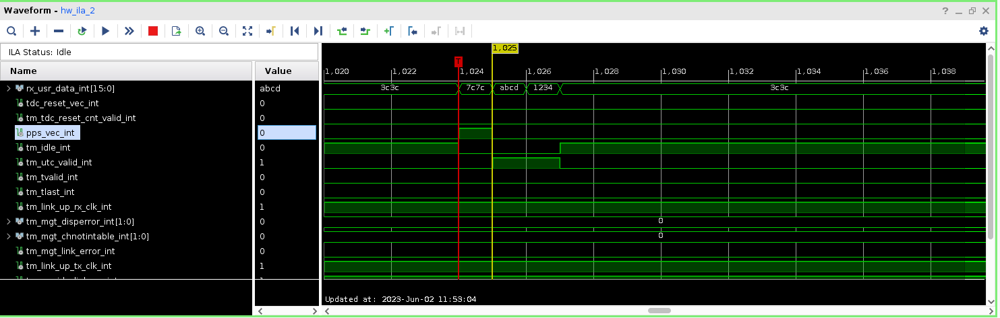 Waveform - hw_ila_2
ILA Status: Idle
1,025
Name
Value
T
1,020 1,022 1,024 1,026 1,028 1,030 1,032 1,034 1,036 1,038
rx_usr_data_int[15:0] abcd 3c3c 7c7c abcd 1234 3c3c
tdc_reset_vec_int 0
tm_tdc_reset_cnt_valid_int 0
pps_vec_int 0
tm_idle_int 0
tm_utc_valid_int 1
tm_tvalid_int 0
tm_tlast_int 0
tm_link_up_rx_clk_int 1
tm_mgt_disperror_int[1:0] 0 0
tm_mgt_chnotintable_int[1:0] 0 0
tm_mgt_link_error_int 0
tm_link_up_tx_clk_int 1
Updated at: 2023-Jun-02 11:53:04